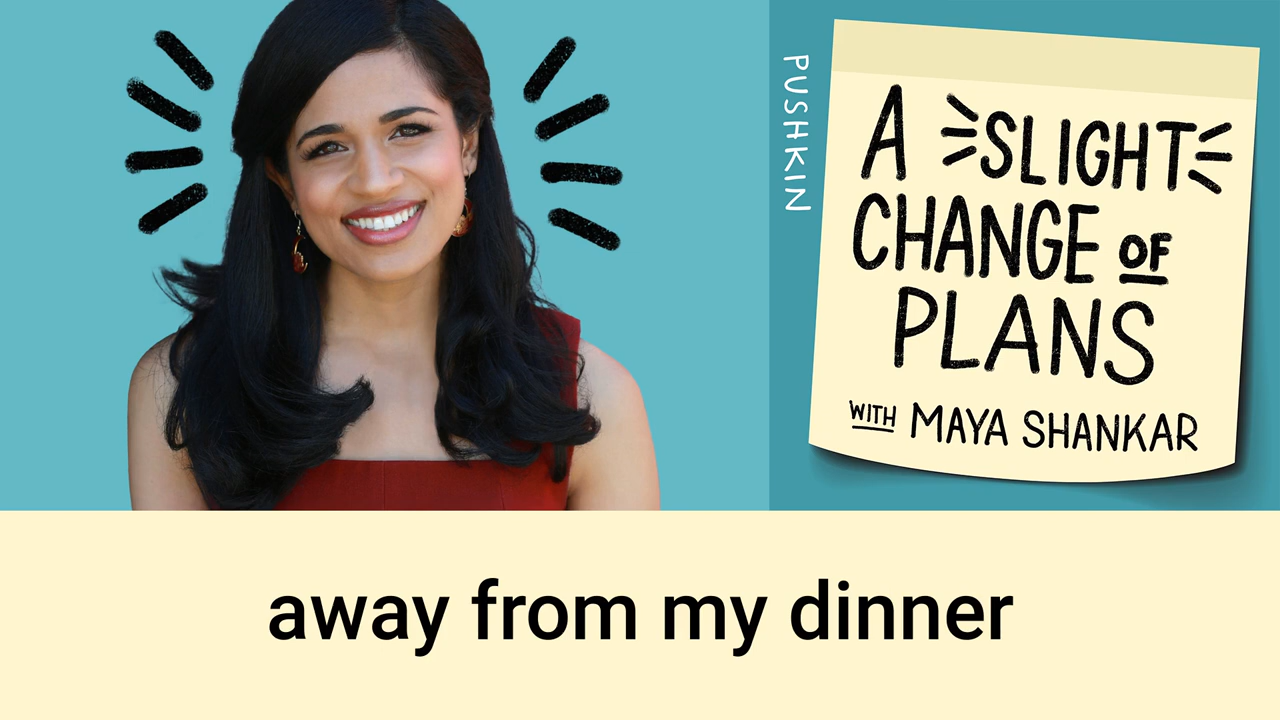 PUSHKIN
A SLIGHT
CHANGE OF
PLANS
WITH MAYA SHANKAR
away from my dinner